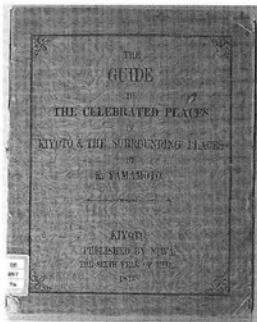 THE
GUIDE
TO
THE CELEBRATED PLACES
IN
KIYOTO & THE SURROUNDING PLACES
BY
K. YAMAMOTO.
KIYOTO
PUBLISHED BY NIWA
THE SIXTH YEAR OF